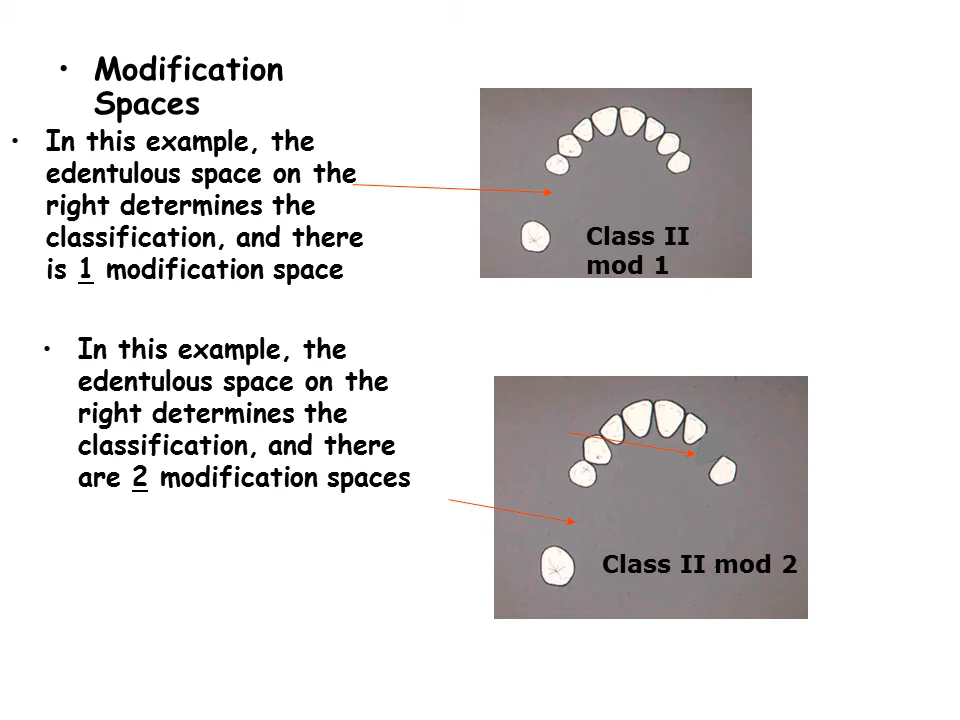 • Modification
Spaces
• In this example, the
edentulous space on the
right determines the
classification, and there
is 1 modification space
Class II
mod 1
• In this example, the
edentulous space on the
right determines the
classification, and there
are 2 modification spaces
Class II mod 2